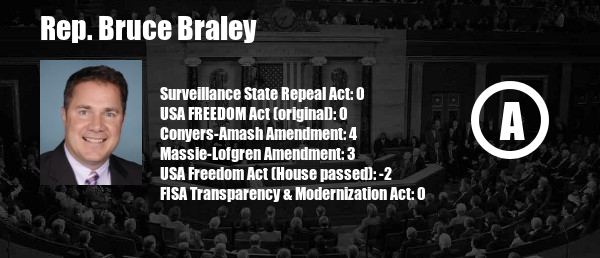 Rep. Bruce Braley
Surveillance State Repeal Act: 0
USA FREEDOM Act (original): 0
Conyers-Amash Amendment: 4
Massie-Lofgren Amendment: 3
USA Freedom Act (House passed): -2
FISA Transparency & Modernization Act: 0
A